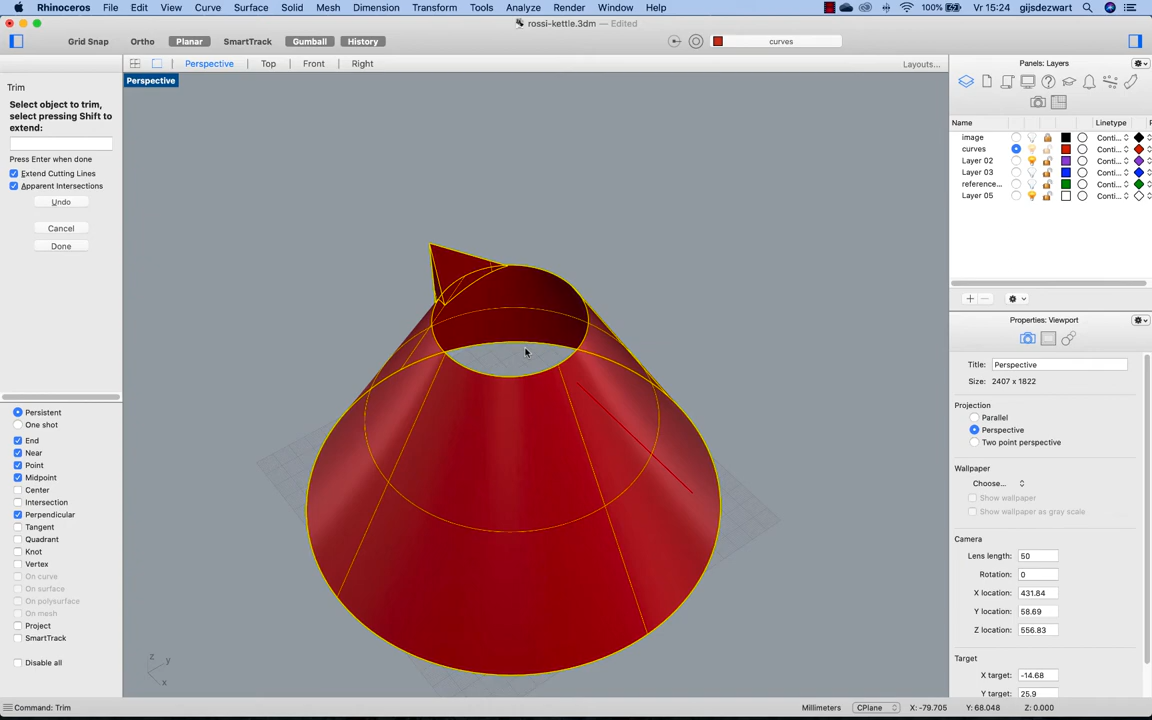 Rhinoceros File Edit View Curve Surface Solid Mesh Dimension Transform Tools Analyze Render Window Help 100% Vr 15:24 gijsdezwart
rossi-kettle.3dm — Edited
Grid Snap Ortho Planar SmartTrack Gumball History curves
Perspective Top Front Right Layouts... Panels: Layers
Perspective
Trim
Select object to trim,
select pressing Shift to
extend:
Press Enter when done
Extend Cutting Lines
Apparent Intersections
Undo
Cancel
Done
Persistent
One shot
End
Near
Point
Midpoint
Center
Intersection
Perpendicular
Tangent
Quadrant
Knot
Vertex
On curve
On surface
On polysurface
On mesh
Project
SmartTrack
Disable all
z y
x
Name Linetype P
image Conti...
curves Conti...
Layer 02 Conti...
Layer 03 Conti...
reference... Conti...
Layer 05 Conti...
Properties: Viewport
Title: Perspective
Size: 2407 x 1822
Projection
Parallel
Perspective
Two point perspective
Wallpaper
Choose...
Show wallpaper
Show wallpaper as gray scale
Camera
Lens length: 50
Rotation: 0
X location: 431.84
Y location: 58.69
Z location: 556.83
Target
X target: -14.68
Y target: 25.9
Command: Trim Millimeters CPlane X: -79.705 Y: 68.048 Z: 0.000